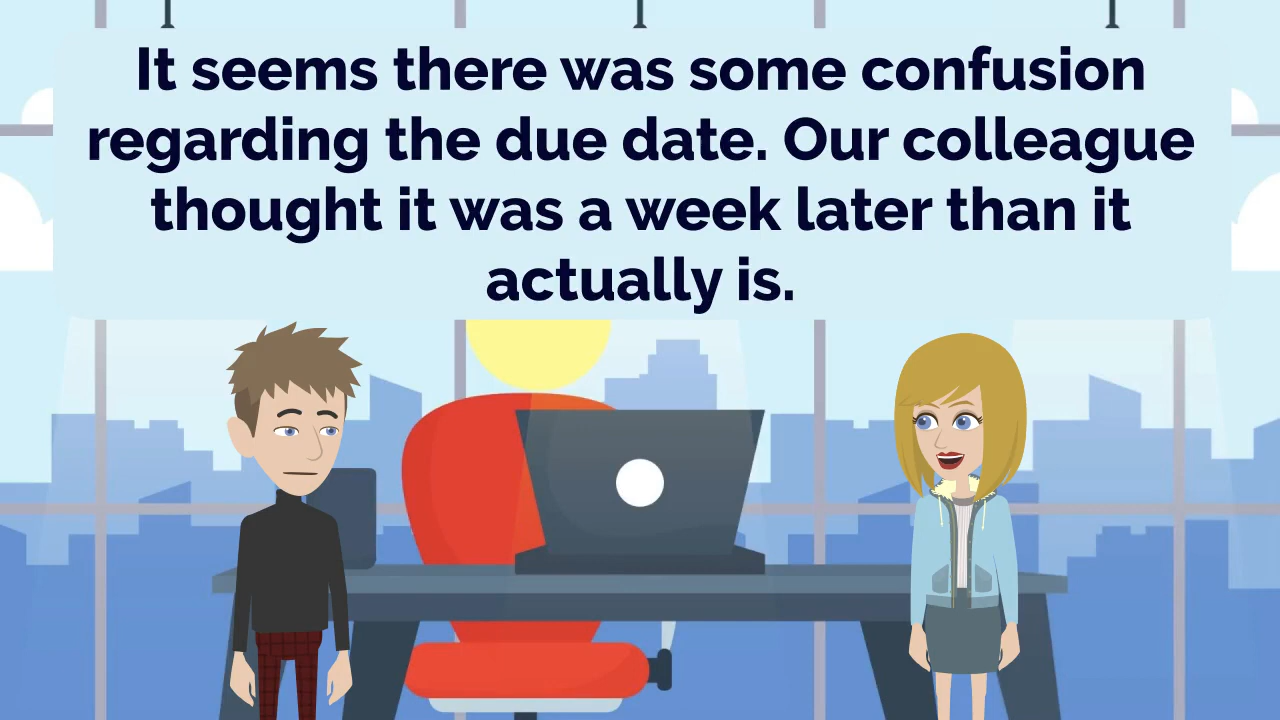 It seems there was some confusion
regarding the due date. Our colleague
thought it was a week later than it
actually is.